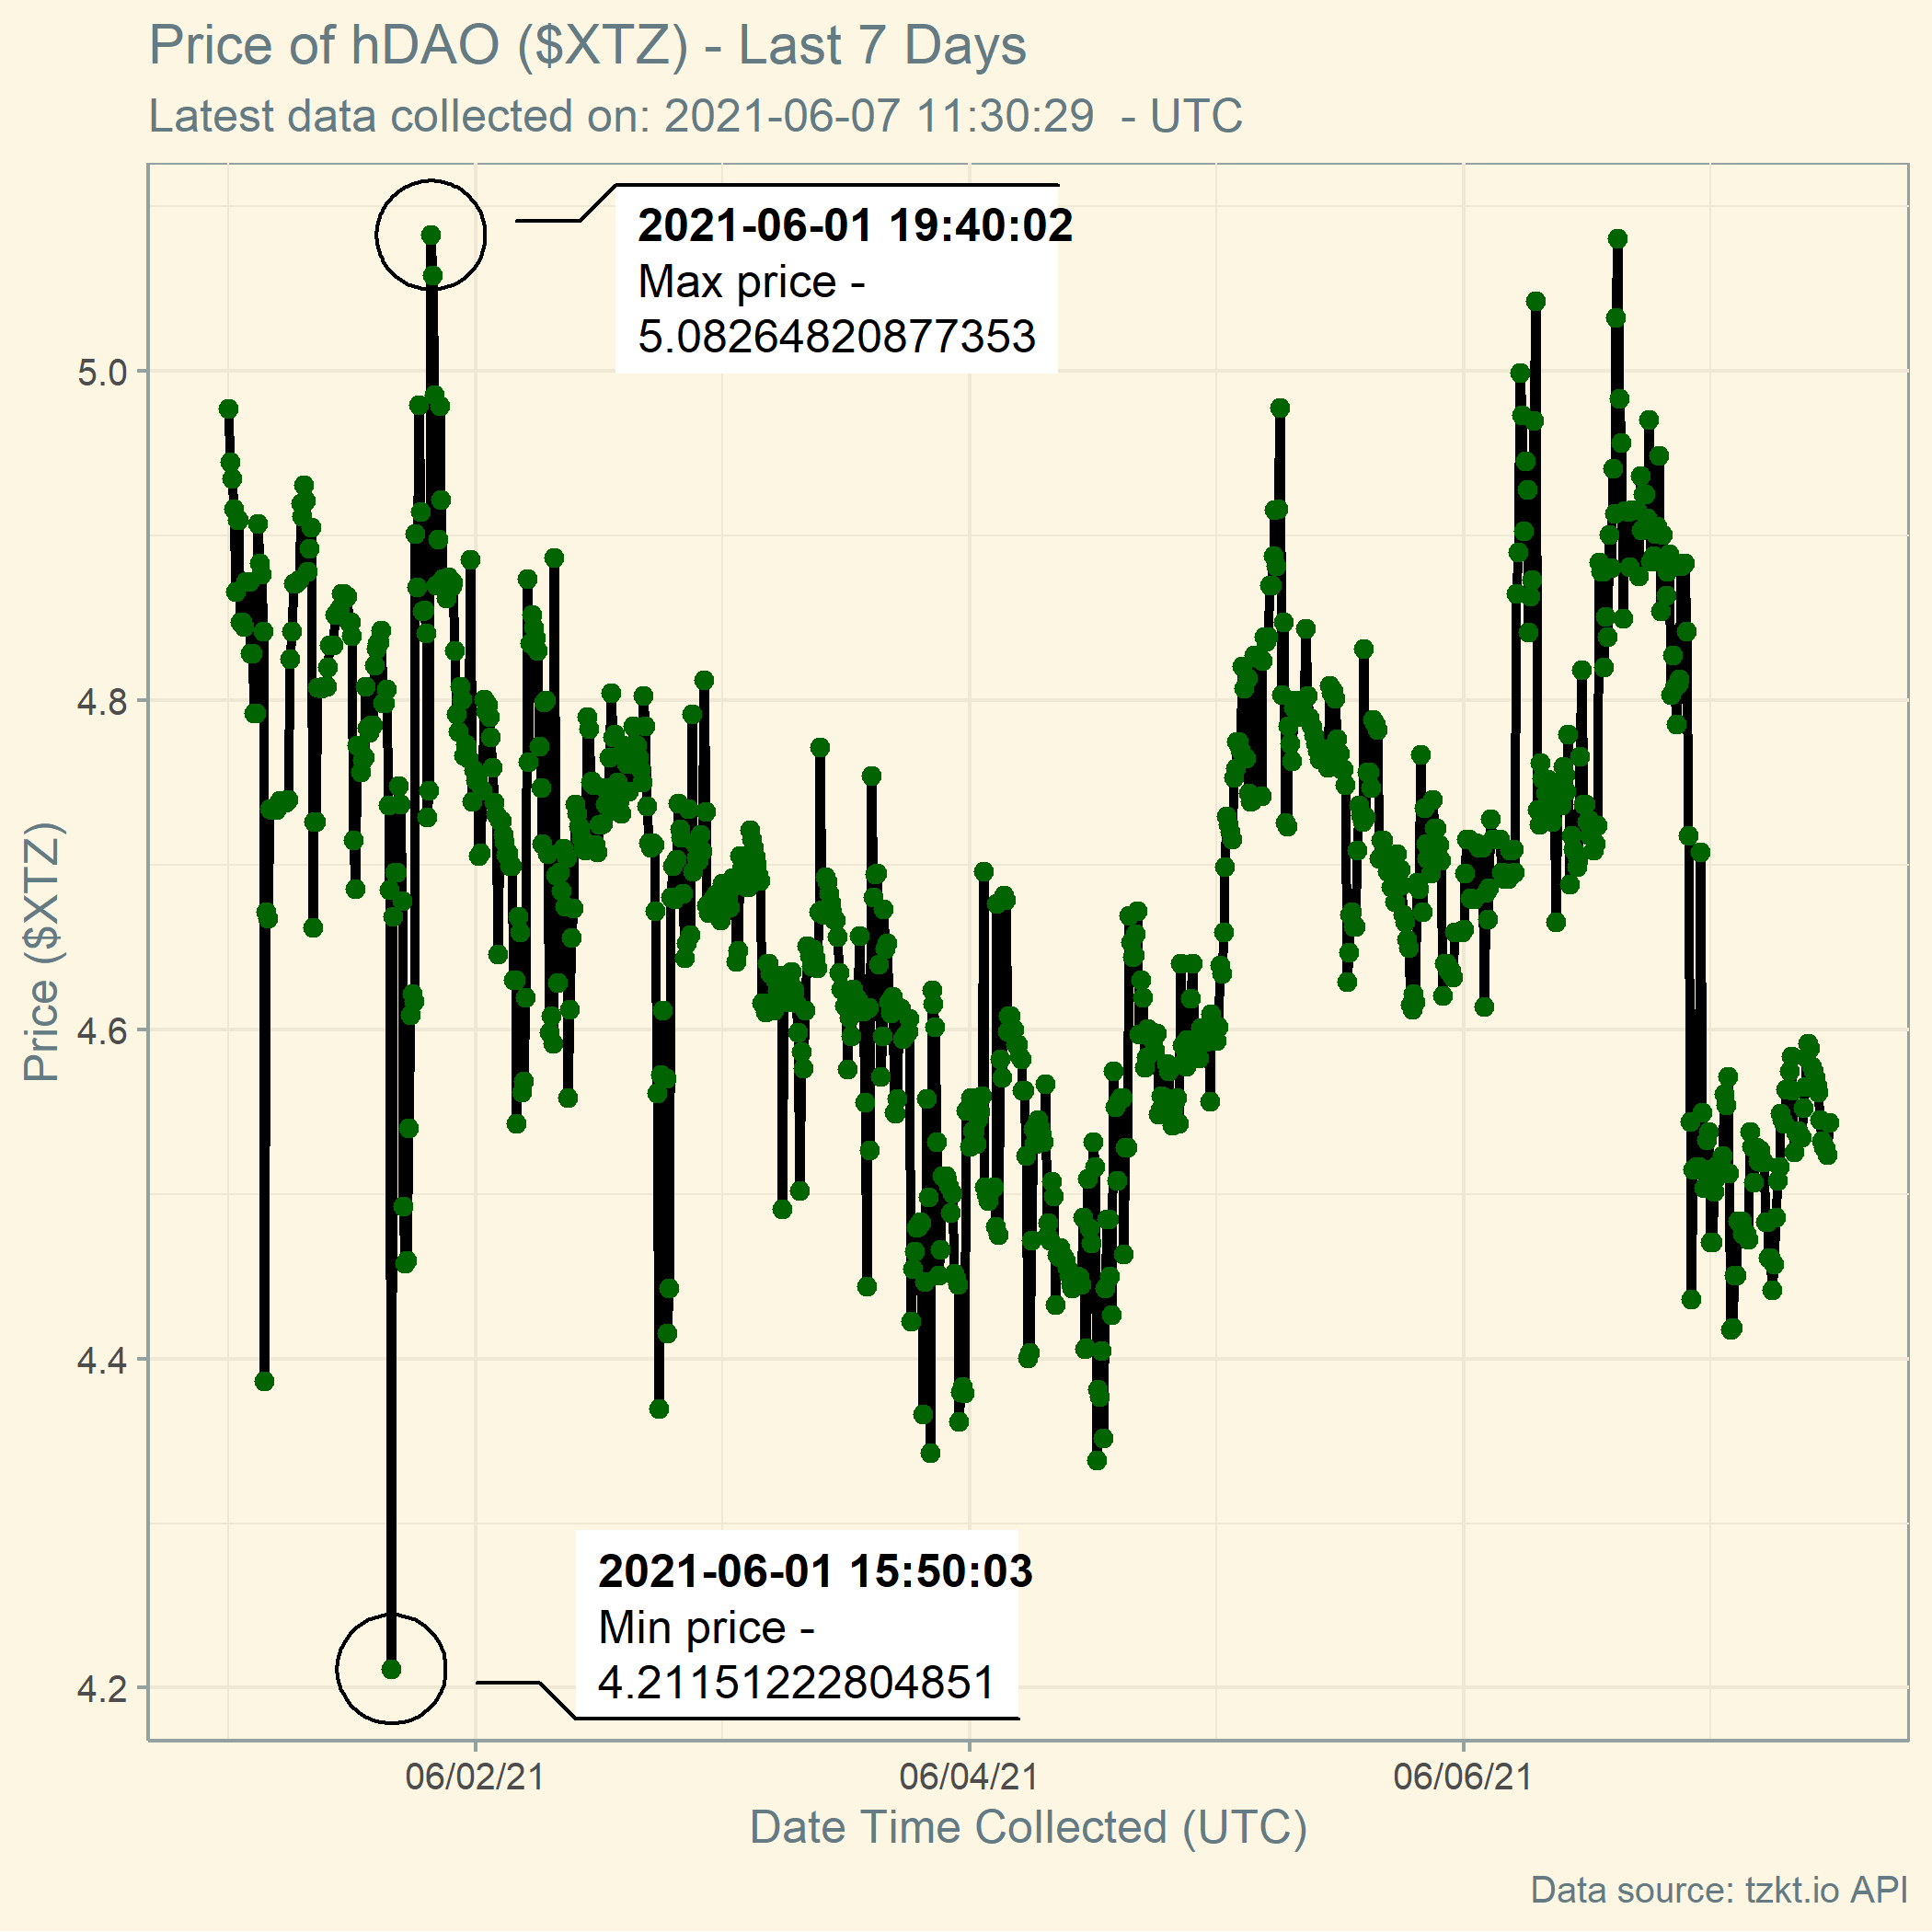 Price of hDAO ($XTZ) - Last 7 Days
Latest data collected on: 2021-06-07 11:30:29  - UTC
2021-06-01 19:40:02
Max price -
5.08264820877353
5.0
4.8
4.6
4.4
4.2
Price ($XTZ)
2021-06-01 15:50:03
Min price -
4.21151222804851
06/02/21
06/04/21
06/06/21
Date Time Collected (UTC)
Data source: tzkt.io API